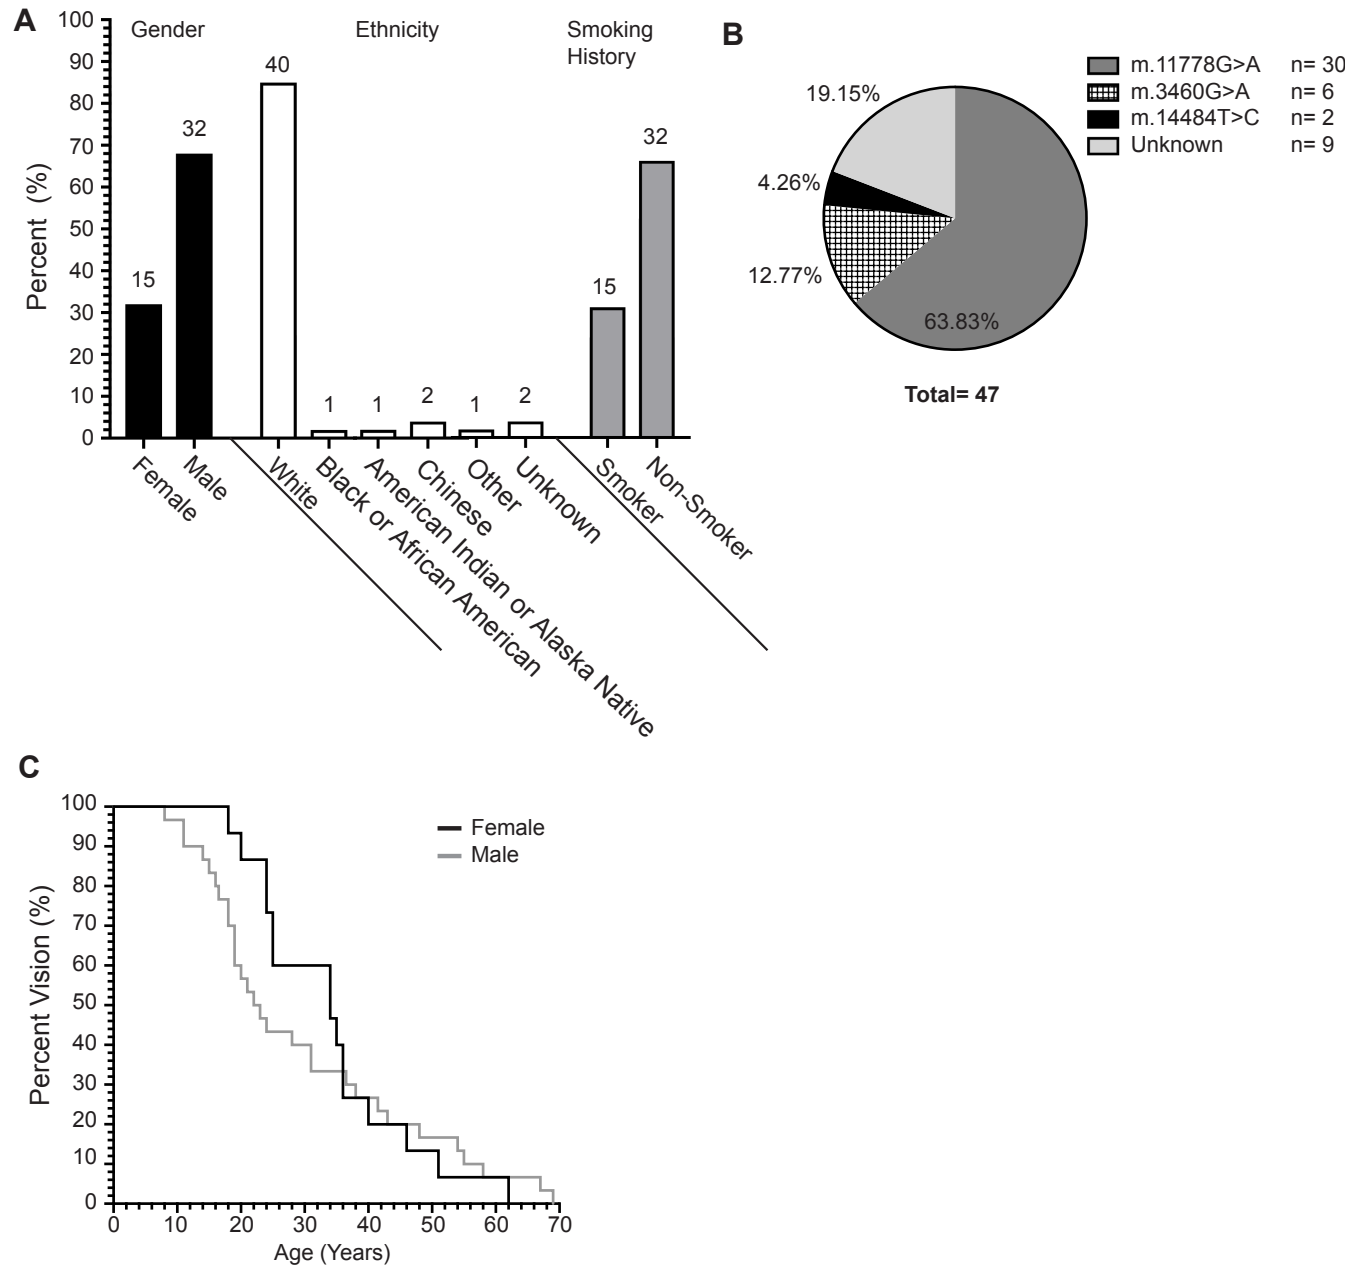 A
Gender
Ethnicity
Smoking
History
Percent (%)
100
90
80
70
60
50
40
30
20
10
0
15
32
40
1
1
2
1
2
15
32
Female
Male
White
Black or African American
American Indian or Alaska Native
Chinese
Other
Unknown
Smoker
Non-Smoker
B
19.15%
4.26%
12.77%
63.83%
Total= 47
m.11778G>A n= 30
m.3460G>A n= 6
m.14484T>C n= 2
Unknown n= 9
C
Percent Vision (%)
100
90
80
70
60
50
40
30
20
10
0
Female
Male
0 10 20 30 40 50 60 70
Age (Years)